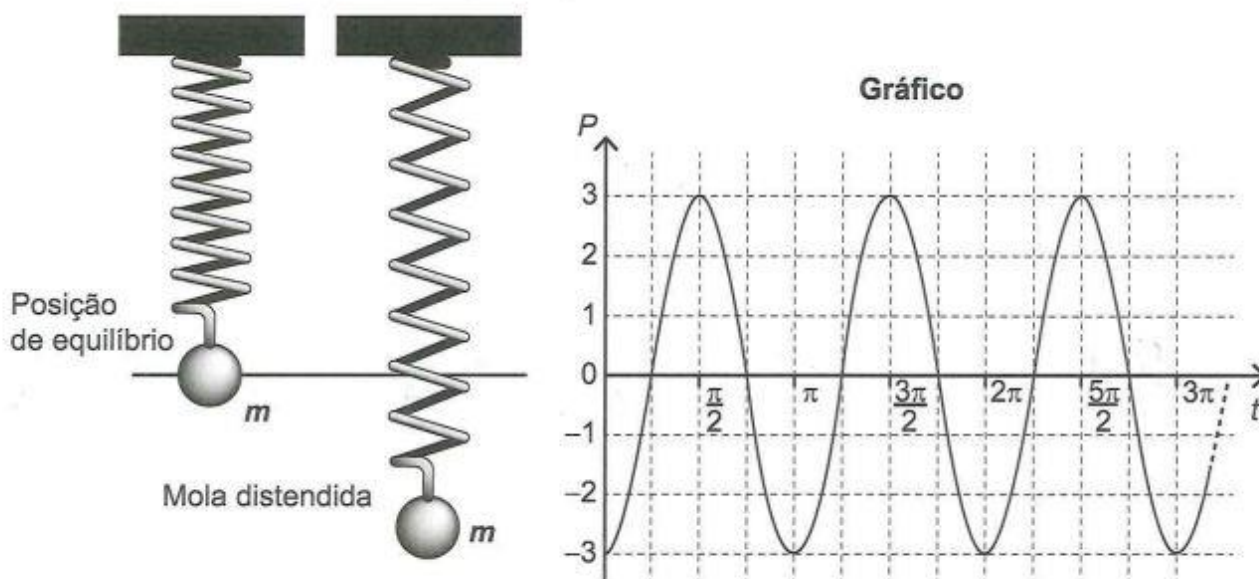 Posição
de equilíbrio
m
Mola distendida
m
Gráfico
P
3
2
1
0
-1
-2
-3
π/2
π
3π/2
2π
5π/2
3π
t